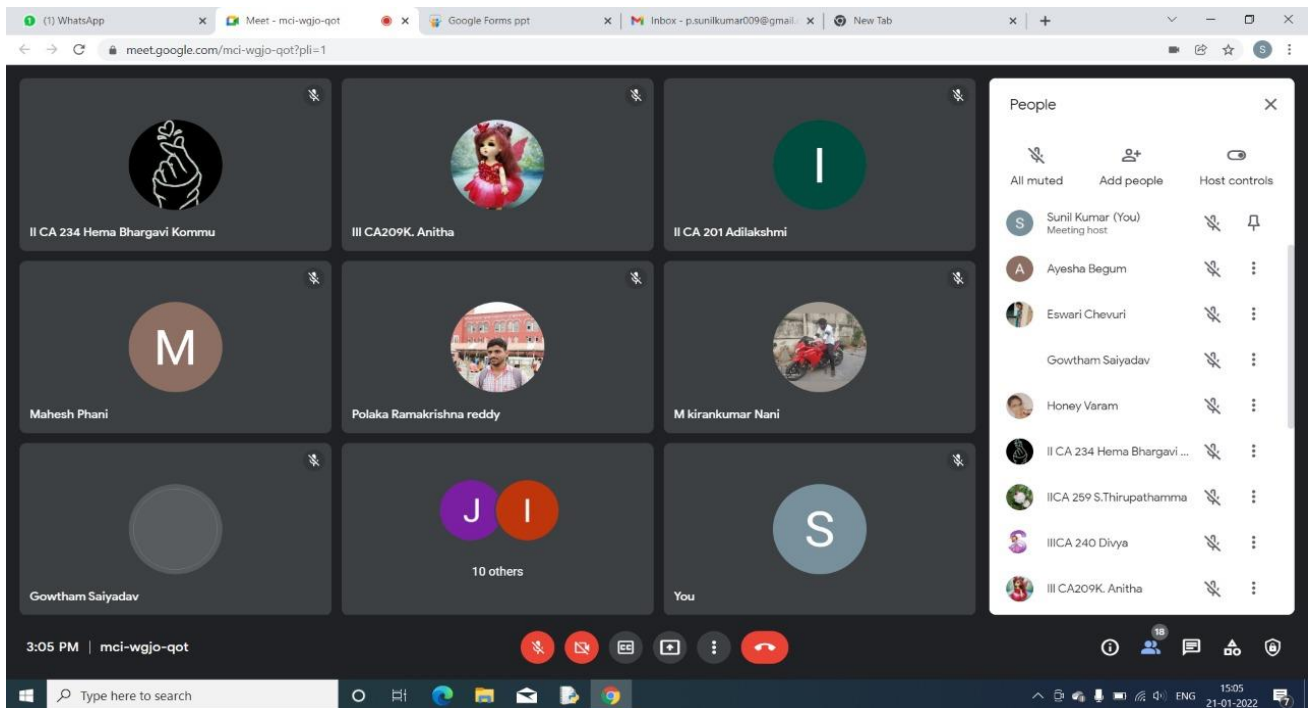 (1) WhatsApp
Meet - mci-wgjo-qot
Google Forms ppt
Inbox - p.sunilkumar009@gmail.
New Tab
meet.google.com/mci-wgjo-qot?pli=1
S
II CA 234 Hema Bhargavi Kommu
III CA209K. Anitha
I
II CA 201 Adilakshmi
M
Mahesh Phani
Polaka Ramakrishna reddy
M kirankumar Nani
Gowtham Saiyadav
J I
10 others
S
You
People
All muted
Add people
Host controls
S
Sunil Kumar (You)
Meeting host
A
Ayesha Begum
Eswari Chevuri
Gowtham Saiyadav
Honey Varam
II CA 234 Hema Bhargavi ...
IICA 259 S.Thirupathamma
IIICA 240 Divya
III CA209K. Anitha
3:05 PM | mci-wgjo-qot
CC
18
Type here to search
ENG
15:05
21-01-2022
7